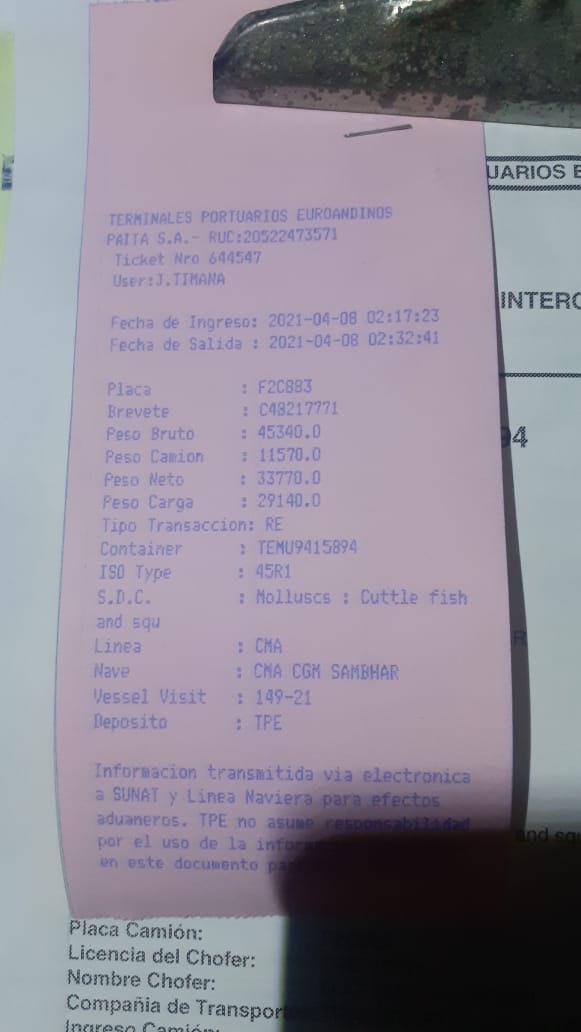 TERMINALES PORTUARIOS EUROANDINOS
PAITA S.A.- RUC:20522473571
Ticket Nro 644547
User:J.TIMANA
Fecha de Ingreso: 2021-04-08 02:17:23
Fecha de Salida : 2021-04-08 02:32:41
Placa : F2C883
Brevete : C48217771
Peso Bruto : 45340.0
Peso Camion : 11570.0
Peso Neto : 33770.0
Peso Carga : 29140.0
Tipo Transaccion: RE
Container : TEMU9415894
ISO Type : 45R1
S.D.C. : Molluscs : Cuttle fish
and squ
Linea : CMA
Nave : CMA CGM SAMBHAR
Vessel Visit : 149-21
Deposito : TPE
Informacion transmitida via electronica
a SUNAT y Linea Naviera para efectos
aduaneros. TPE no asume responsabilidad
por el uso de la
en este documento
UARIOS E
INTERC
94
and squ
Placa Camión:
Licencia del Chofer:
Nombre Chofer:
Compañia de Transpor
Ingreso Camión: